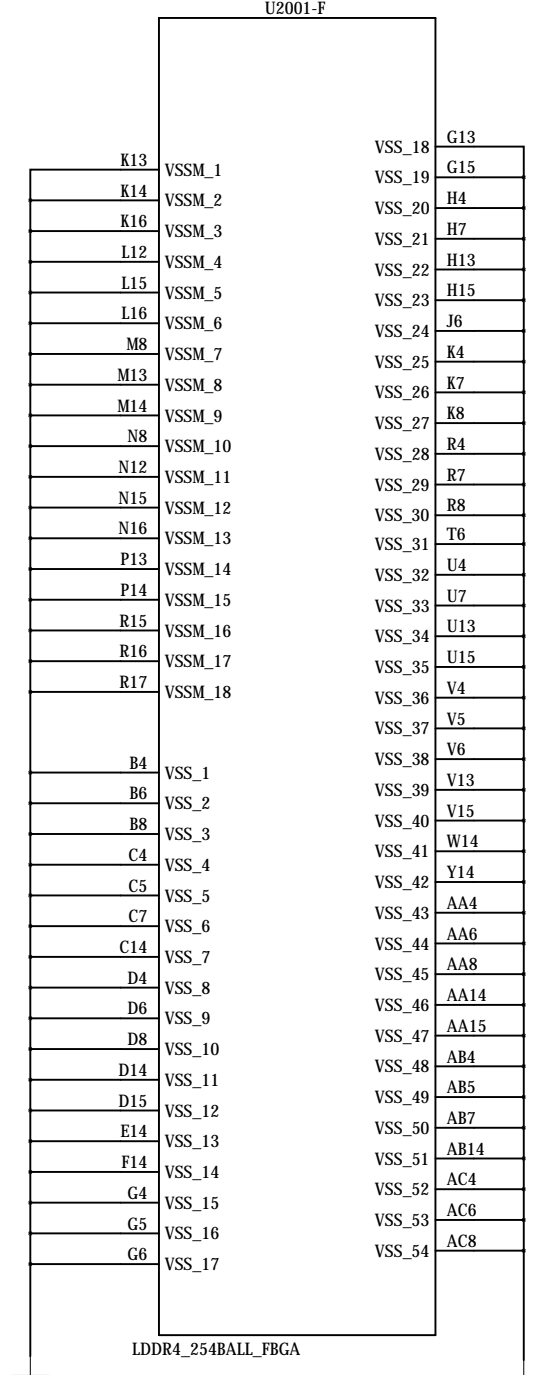 U2001-F
K13 VSSM_1
K14 VSSM_2
K16 VSSM_3
L12 VSSM_4
L15 VSSM_5
L16 VSSM_6
M8 VSSM_7
M13 VSSM_8
M14 VSSM_9
N8 VSSM_10
N12 VSSM_11
N15 VSSM_12
N16 VSSM_13
P13 VSSM_14
P14 VSSM_15
R15 VSSM_16
R16 VSSM_17
R17 VSSM_18
B4 VSS_1
B6 VSS_2
B8 VSS_3
C4 VSS_4
C5 VSS_5
C7 VSS_6
C14 VSS_7
D4 VSS_8
D6 VSS_9
D8 VSS_10
D14 VSS_11
D15 VSS_12
E14 VSS_13
F14 VSS_14
G4 VSS_15
G5 VSS_16
G6 VSS_17
VSS_18 G13
VSS_19 G15
VSS_20 H4
VSS_21 H7
VSS_22 H13
VSS_23 H15
VSS_24 J6
VSS_25 K4
VSS_26 K7
VSS_27 K8
VSS_28 R4
VSS_29 R7
VSS_30 R8
VSS_31 T6
VSS_32 U4
VSS_33 U7
VSS_34 U13
VSS_35 U15
VSS_36 V4
VSS_37 V5
VSS_38 V6
VSS_39 V13
VSS_40 V15
VSS_41 W14
VSS_42 Y14
VSS_43 AA4
VSS_44 AA6
VSS_45 AA8
VSS_46 AA14
VSS_47 AA15
VSS_48 AB4
VSS_49 AB5
VSS_50 AB7
VSS_51 AB14
VSS_52 AC4
VSS_53 AC6
VSS_54 AC8
LDDR4_254BALL_FBGA